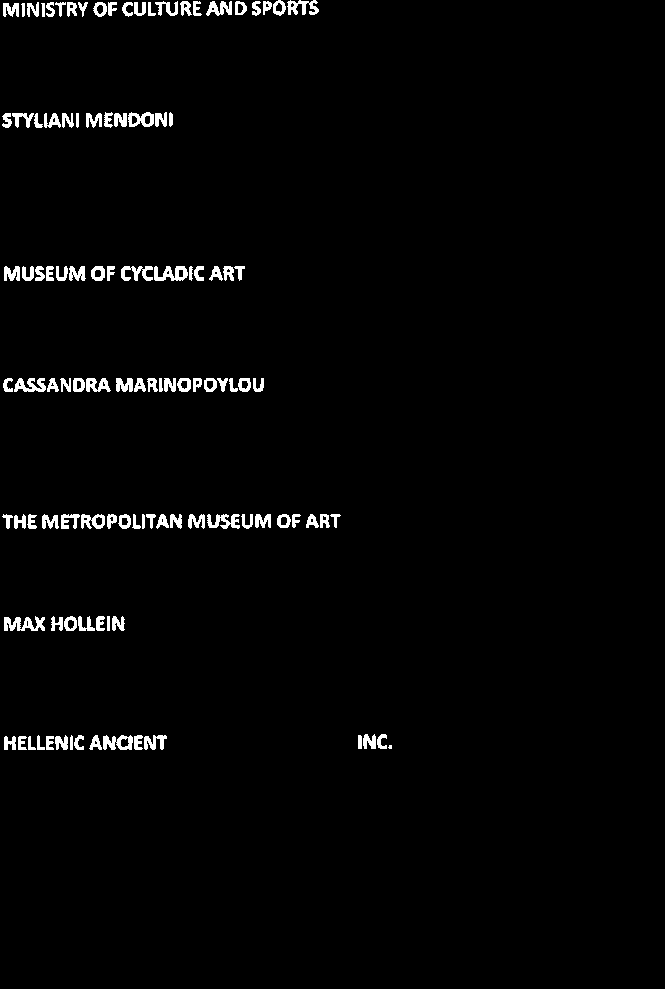 MINISTRY OF CULTURE AND SPORTS
STYLIANI MENDONI
MUSEUM OF CYCLADIC ART
CASSANDRA MARINOPOYLOU
THE METROPOLITAN MUSEUM OF ART
MAX HOLLEIN
HELLENIC ANCIENT INC.